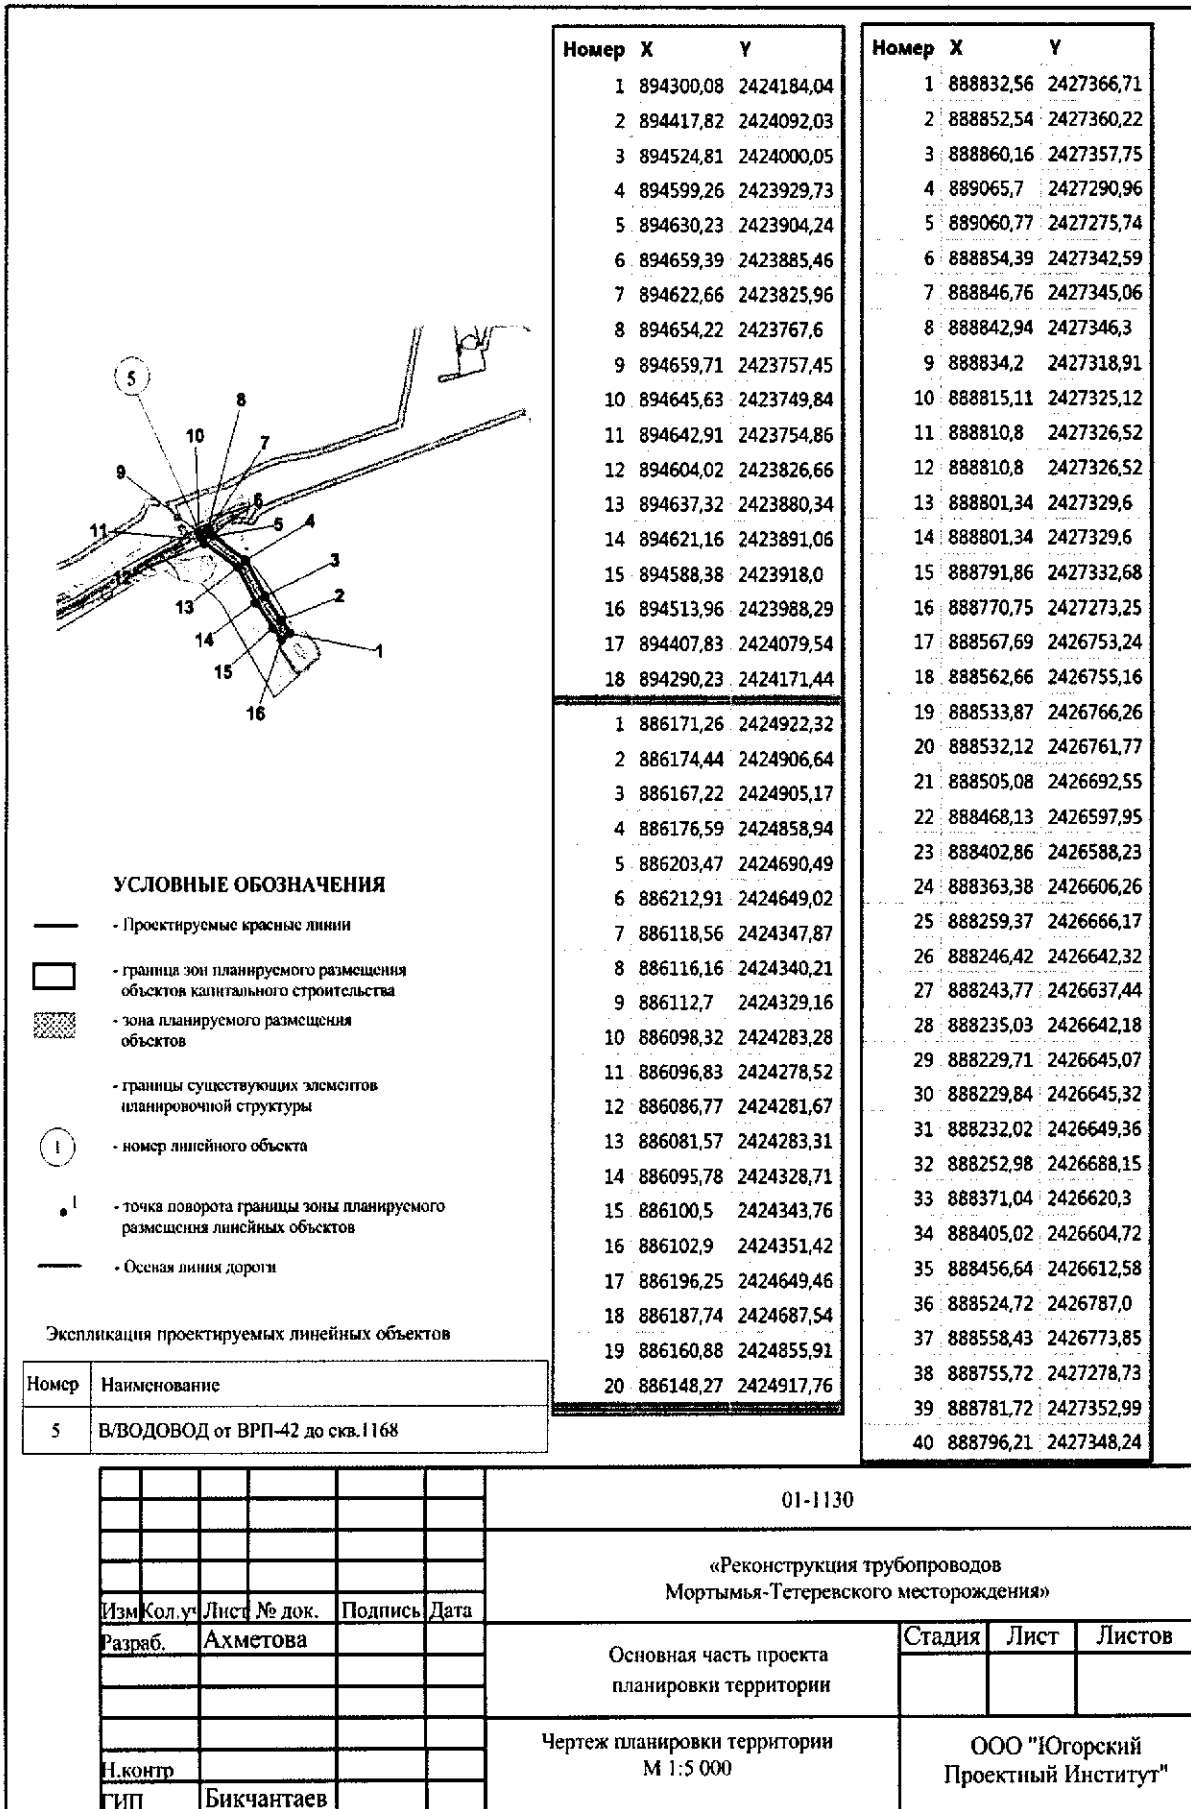 Номер X Y
1 894300,08 2424184,04
2 894417,82 2424092,03
3 894524,81 2424000,05
4 894599,26 2423929,73
5 894630,23 2423904,24
6 894659,39 2423885,46
7 894622,66 2423825,96
8 894654,22 2423767,6
9 894659,71 2423757,45
10 894645,63 2423749,84
11 894642,91 2423754,86
12 894604,02 2423826,66
13 894637,32 2423880,34
14 894621,16 2423891,06
15 894588,38 2423918,0
16 894513,96 2423988,29
17 894407,83 2424079,54
18 894290,23 2424171,44
1 886171,26 2424922,32
2 886174,44 2424906,64
3 886167,22 2424905,17
4 886176,59 2424858,94
5 886203,47 2424690,49
6 886212,91 2424649,02
7 886118,56 2424347,87
8 886116,16 2424340,21
9 886112,7 2424329,16
10 886098,32 2424283,28
11 886096,83 2424278,52
12 886086,77 2424281,67
13 886081,57 2424283,31
14 886095,78 2424328,71
15 886100,5 2424343,76
16 886102,9 2424351,42
17 886196,25 2424649,46
18 886187,74 2424687,54
19 886160,88 2424855,91
20 886148,27 2424917,76
Номер X Y
1 888832,56 2427366,71
2 888852,54 2427360,22
3 888860,16 2427357,75
4 889065,7 2427290,96
5 889060,77 2427275,74
6 888854,39 2427342,59
7 888846,76 2427345,06
8 888842,94 2427346,3
9 888834,2 2427318,91
10 888815,11 2427325,12
11 888810,8 2427326,52
12 888810,8 2427326,52
13 888801,34 2427329,6
14 888801,34 2427329,6
15 888791,86 2427332,68
16 888770,75 2427273,25
17 888567,69 2426753,24
18 888562,66 2426755,16
19 888533,87 2426766,26
20 888532,12 2426761,77
21 888505,08 2426692,55
22 888468,13 2426597,95
23 888402,86 2426588,23
24 888363,38 2426606,26
25 888259,37 2426666,17
26 888246,42 2426642,32
27 888243,77 2426637,44
28 888235,03 2426642,18
29 888229,71 2426645,07
30 888229,84 2426645,32
31 888232,02 2426649,36
32 888252,98 2426688,15
33 888371,04 2426620,3
34 888405,02 2426604,72
35 888456,64 2426612,58
36 888524,72 2426787,0
37 888558,43 2426773,85
38 888755,72 2427278,73
39 888781,72 2427352,99
40 888796,21 2427348,24
5
8
10
7
9
6
11
5
4
12
3
13
14
2
15
1
16
УСЛОВНЫЕ ОБОЗНАЧЕНИЯ
- Проектируемые красные линии
- граница зон планируемого размещения
объектов капитального строительства
- зона планируемого размещения
объектов
- границы существующих элементов
планировочной структуры
1 - номер линейного объекта
1 - точка поворота границы зоны планируемого
размещения линейных объектов
- Осевая линия дороги
Экспликация проектируемых линейных объектов
Номер Наименование
5 В/ВОДОВОД от ВРП-42 до скв.1168
01-1130
«Реконструкция трубопроводов
Мортымья-Тетеревского месторождения»
Изм Кол.уч Лист № док. Подпись Дата
Разраб. Ахметова
Основная часть проекта
планировки территории
Стадия Лист Листов
Чертеж планировки территории
М 1:5 000
ООО "Югорский
Проектный Институт"
Н.контр
ГИП Бикчантаев